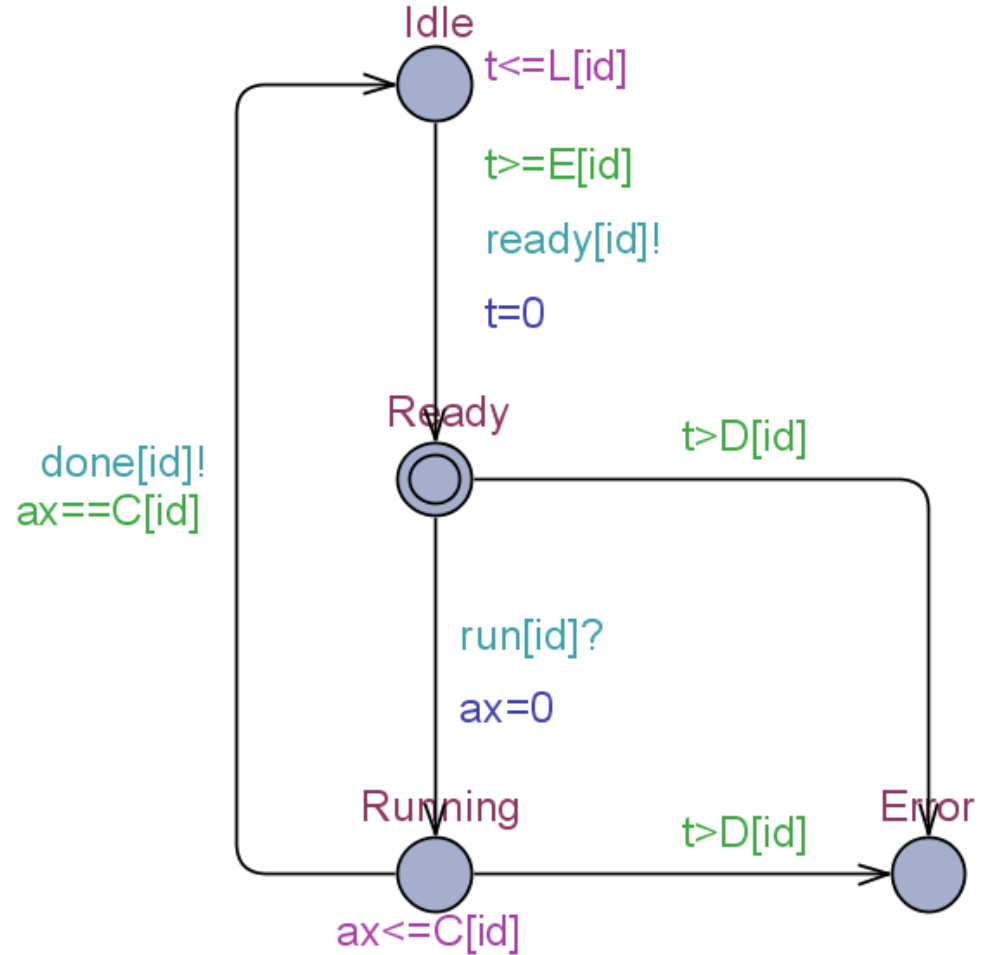 Idle
t<=L[id]
t>=E[id]
ready[id]!
t=0
Ready
t>D[id]
done[id]!
ax==C[id]
run[id]?
ax=0
Running
t>D[id]
Error
ax<=C[id]